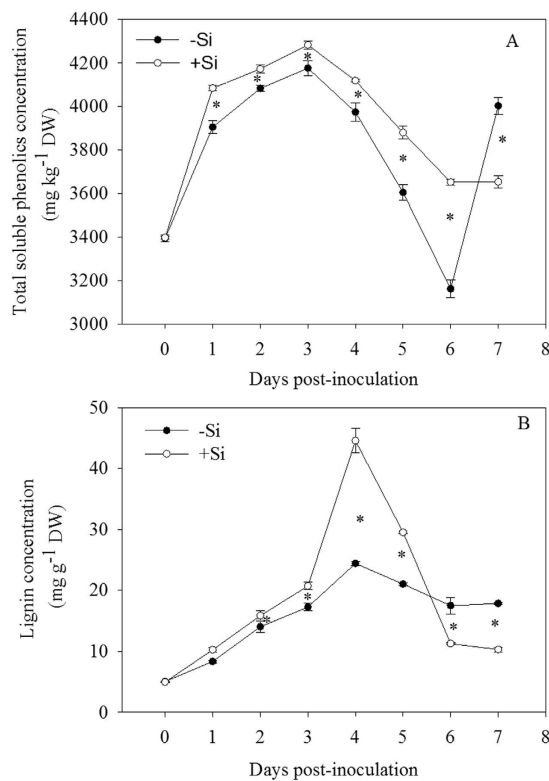 A
-Si
+Si
Total soluble phenolics concentration
(mg kg-1 DW)
4400
4200
4000
3800
3600
3400
3200
3000
* * * * * * *
0 1 2 3 4 5 6 7 8
Days post-inoculation
B
-Si
+Si
Lignin concentration
(mg g-1 DW)
50
40
30
20
10
0
* * * * * *
0 1 2 3 4 5 6 7 8
Days post-inoculation